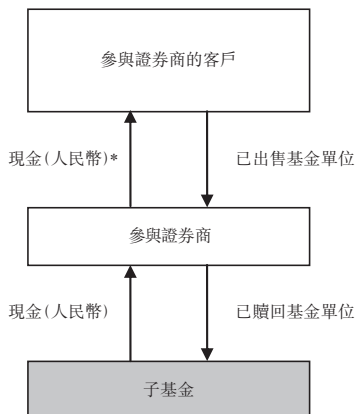 參與證券商的客戶
現金(人民幣)*
已出售基金單位
參與證券商
現金(人民幣)
已贖回基金單位
子基金